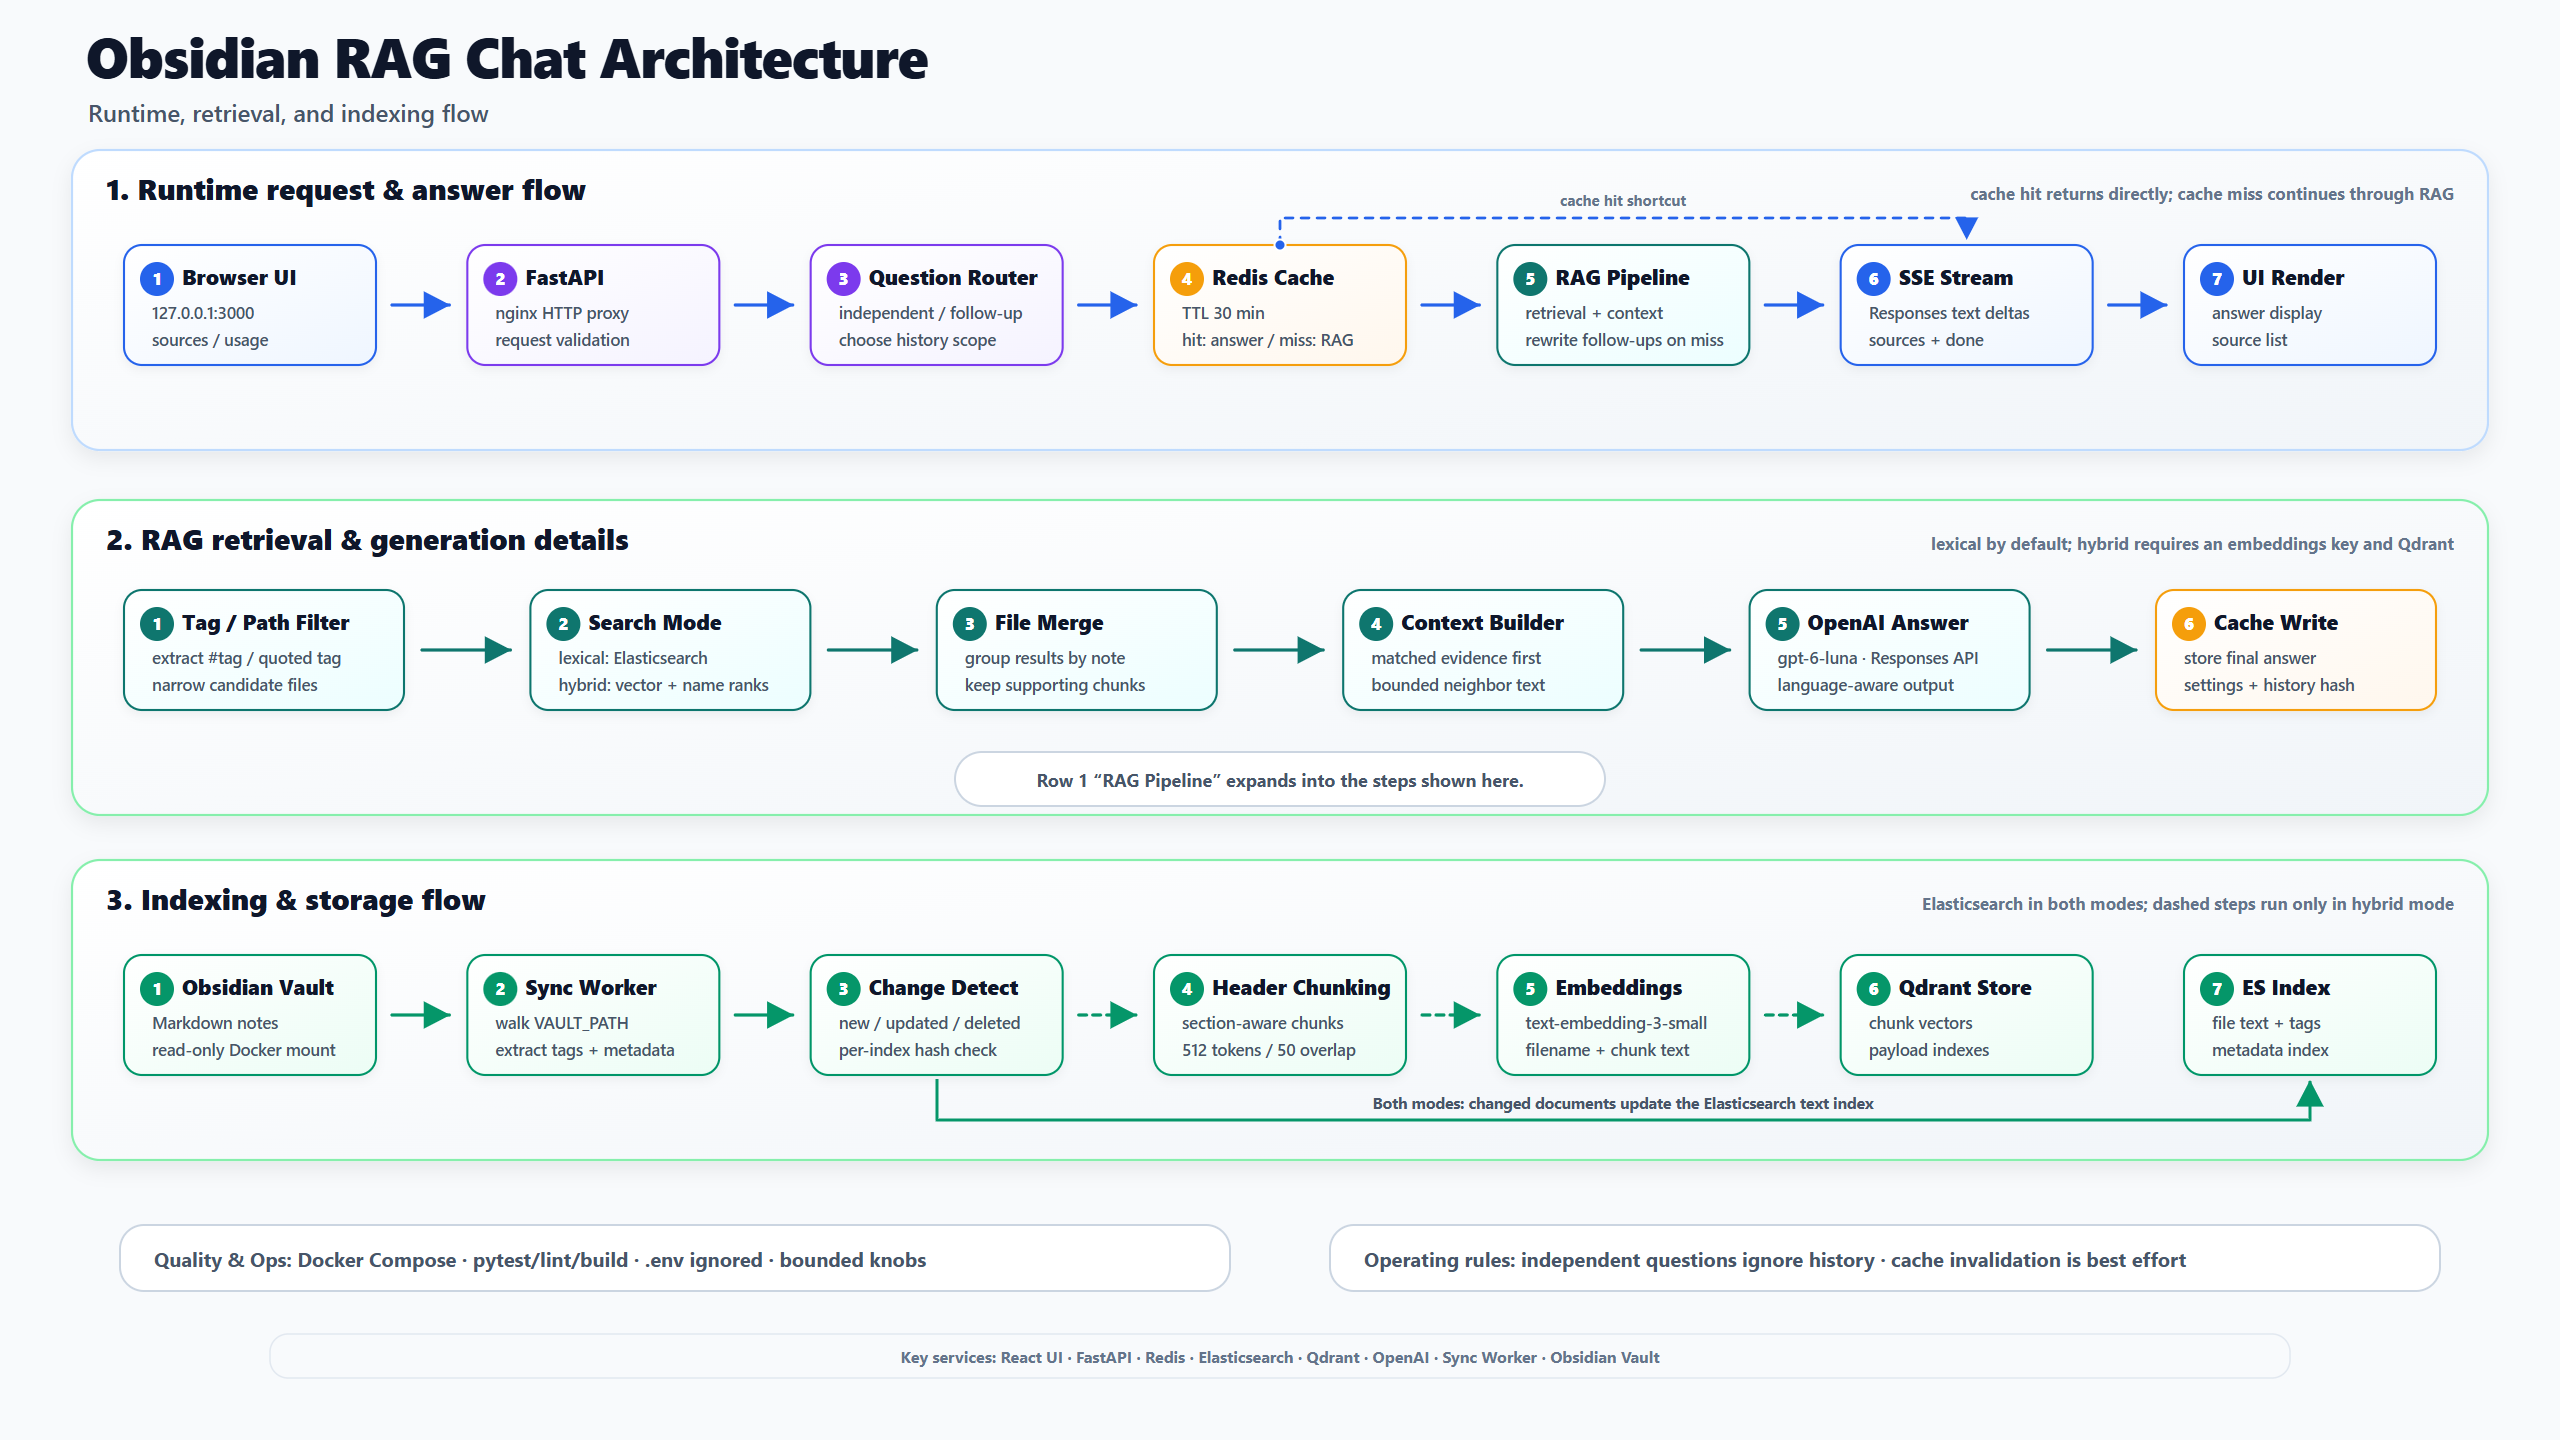 Obsidian RAG Chat Architecture
Runtime, retrieval, and indexing flow
1. Runtime request & answer flow
cache hit shortcut
cache hit returns directly; cache miss continues through RAG
1 Browser UI
127.0.0.1:3000
sources / usage
2 FastAPI
nginx HTTP proxy
request validation
3 Question Router
independent / follow-up
choose history scope
4 Redis Cache
TTL 30 min
hit: answer / miss: RAG
5 RAG Pipeline
retrieval + context
rewrite follow-ups on miss
6 SSE Stream
Responses text deltas
sources + done
7 UI Render
answer display
source list
2. RAG retrieval & generation details
lexical by default; hybrid requires an embeddings key and Qdrant
1 Tag / Path Filter
extract #tag / quoted tag
narrow candidate files
2 Search Mode
lexical: Elasticsearch
hybrid: vector + name ranks
3 File Merge
group results by note
keep supporting chunks
4 Context Builder
matched evidence first
bounded neighbor text
5 OpenAI Answer
gpt-6-luna · Responses API
language-aware output
6 Cache Write
store final answer
settings + history hash
Row 1 “RAG Pipeline” expands into the steps shown here.
3. Indexing & storage flow
Elasticsearch in both modes; dashed steps run only in hybrid mode
1 Obsidian Vault
Markdown notes
read-only Docker mount
2 Sync Worker
walk VAULT_PATH
extract tags + metadata
3 Change Detect
new / updated / deleted
per-index hash check
4 Header Chunking
section-aware chunks
512 tokens / 50 overlap
5 Embeddings
text-embedding-3-small
filename + chunk text
6 Qdrant Store
chunk vectors
payload indexes
7 ES Index
file text + tags
metadata index
Both modes: changed documents update the Elasticsearch text index
Quality & Ops: Docker Compose · pytest/lint/build · .env ignored · bounded knobs
Operating rules: independent questions ignore history · cache invalidation is best effort
Key services: React UI · FastAPI · Redis · Elasticsearch · Qdrant · OpenAI · Sync Worker · Obsidian Vault